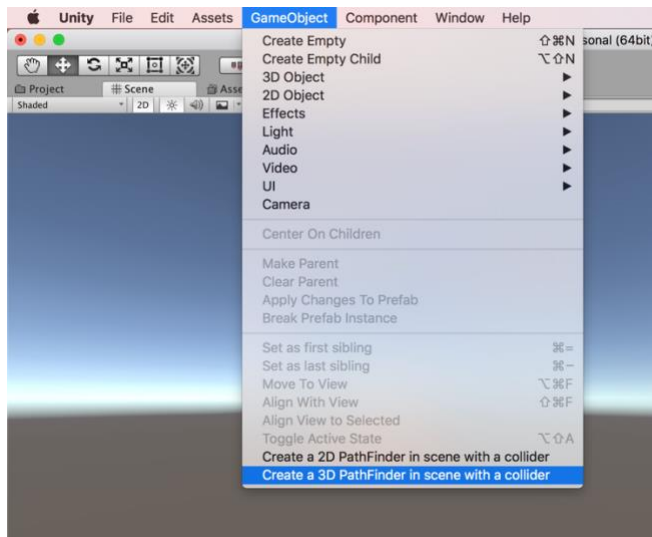 Unity File Edit Assets GameObject Component Window Help
sonal (64bit)
Project Scene Asse
Shaded 2D
Create Empty ⇧⌘N
Create Empty Child ⌥⇧N
3D Object ▶
2D Object ▶
Effects ▶
Light ▶
Audio ▶
Video ▶
UI ▶
Camera
Center On Children
Make Parent
Clear Parent
Apply Changes To Prefab
Break Prefab Instance
Set as first sibling ⌘=
Set as last sibling ⌘−
Move To View ⌥⌘F
Align With View ⇧⌘F
Align View to Selected
Toggle Active State ⌥⇧A
Create a 2D PathFinder in scene with a collider
Create a 3D PathFinder in scene with a collider